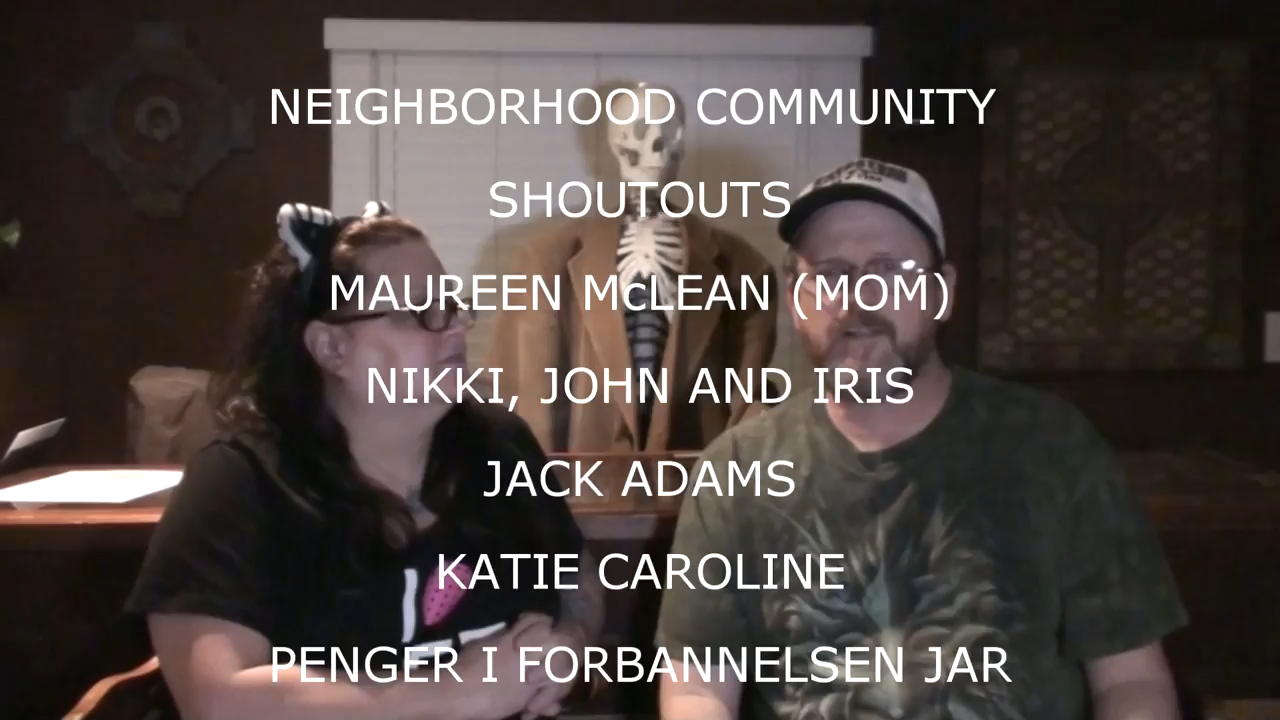 NEIGHBORHOOD COMMUNITY
SHOUTOUTS
MAUREEN McLEAN (MOM)
NIKKI, JOHN AND IRIS
JACK ADAMS
KATIE CAROLINE
PENGER I FORBANNELSEN JAR
I